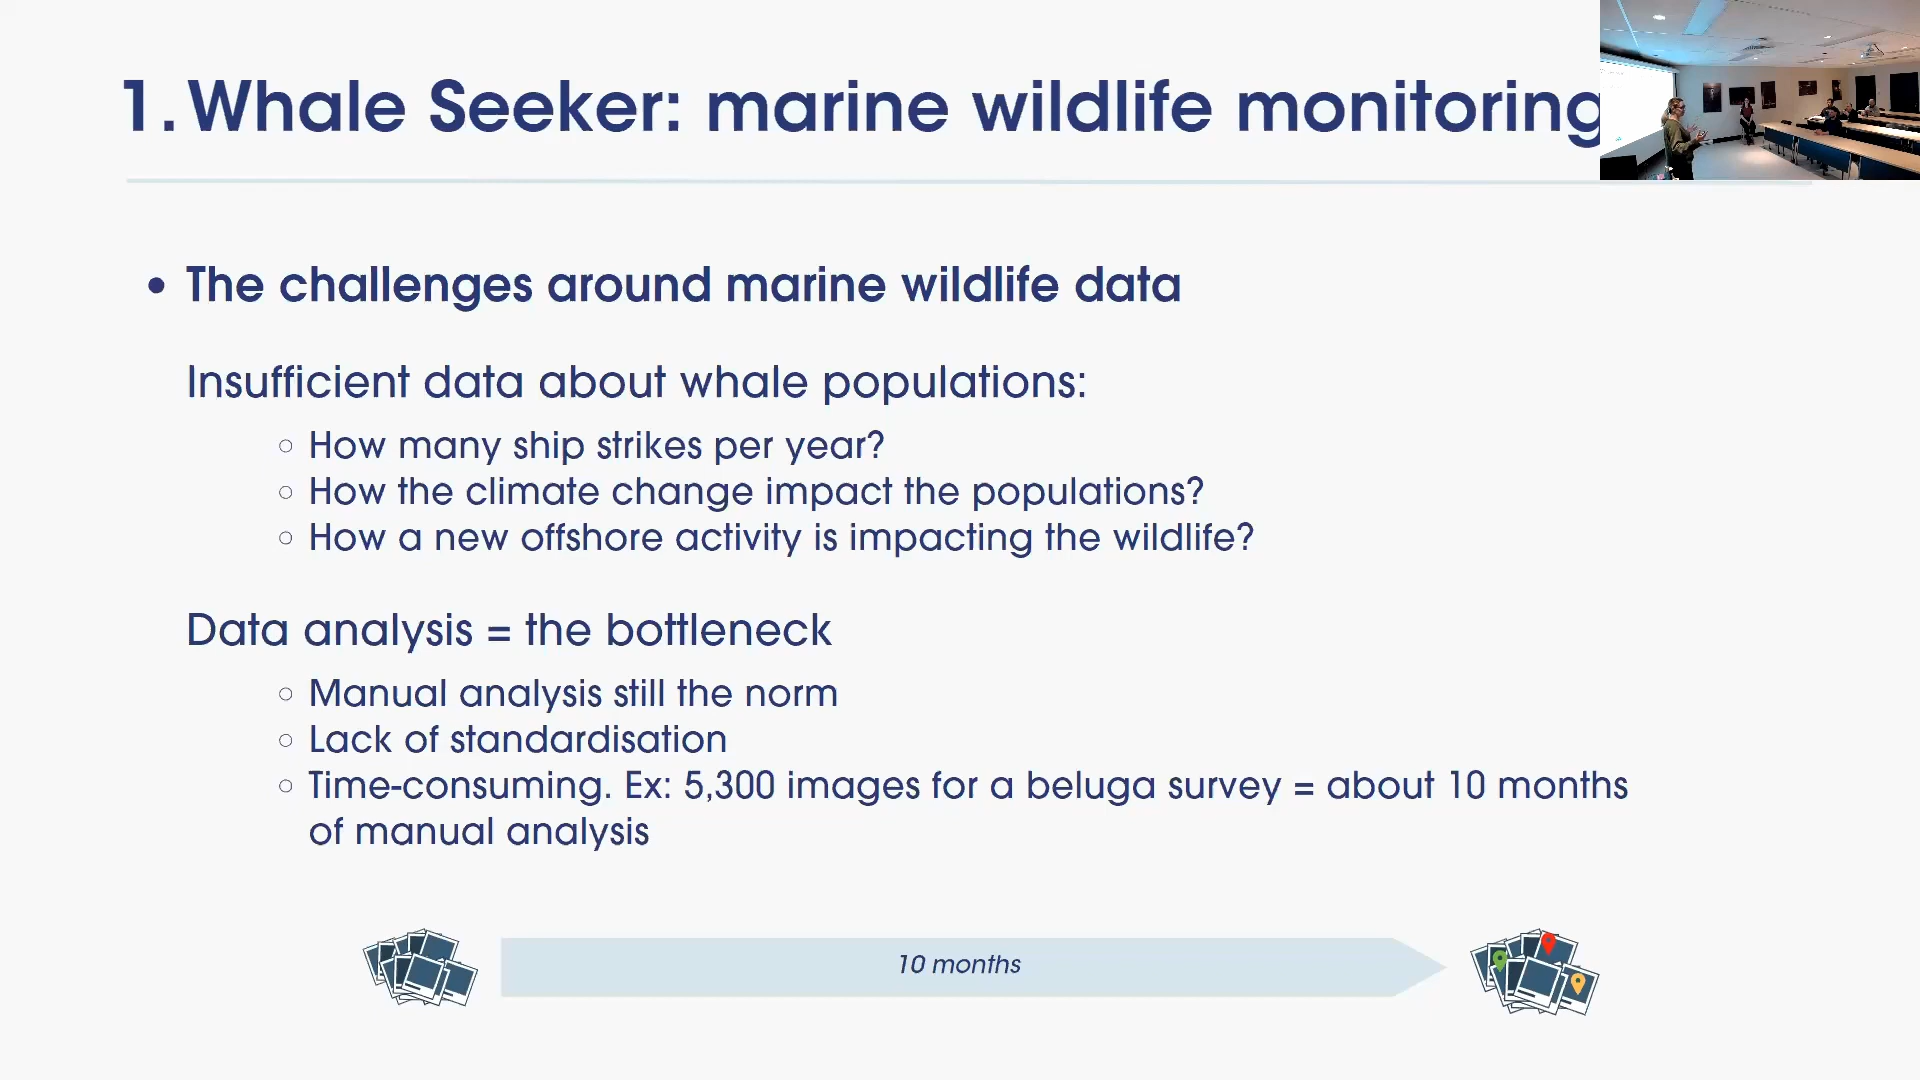 1. Whale Seeker: marine wildlife monitoring
• The challenges around marine wildlife data
Insufficient data about whale populations:
○ How many ship strikes per year?
○ How the climate change impact the populations?
○ How a new offshore activity is impacting the wildlife?
Data analysis = the bottleneck
○ Manual analysis still the norm
○ Lack of standardisation
○ Time-consuming. Ex: 5,300 images for a beluga survey = about 10 months
of manual analysis
10 months